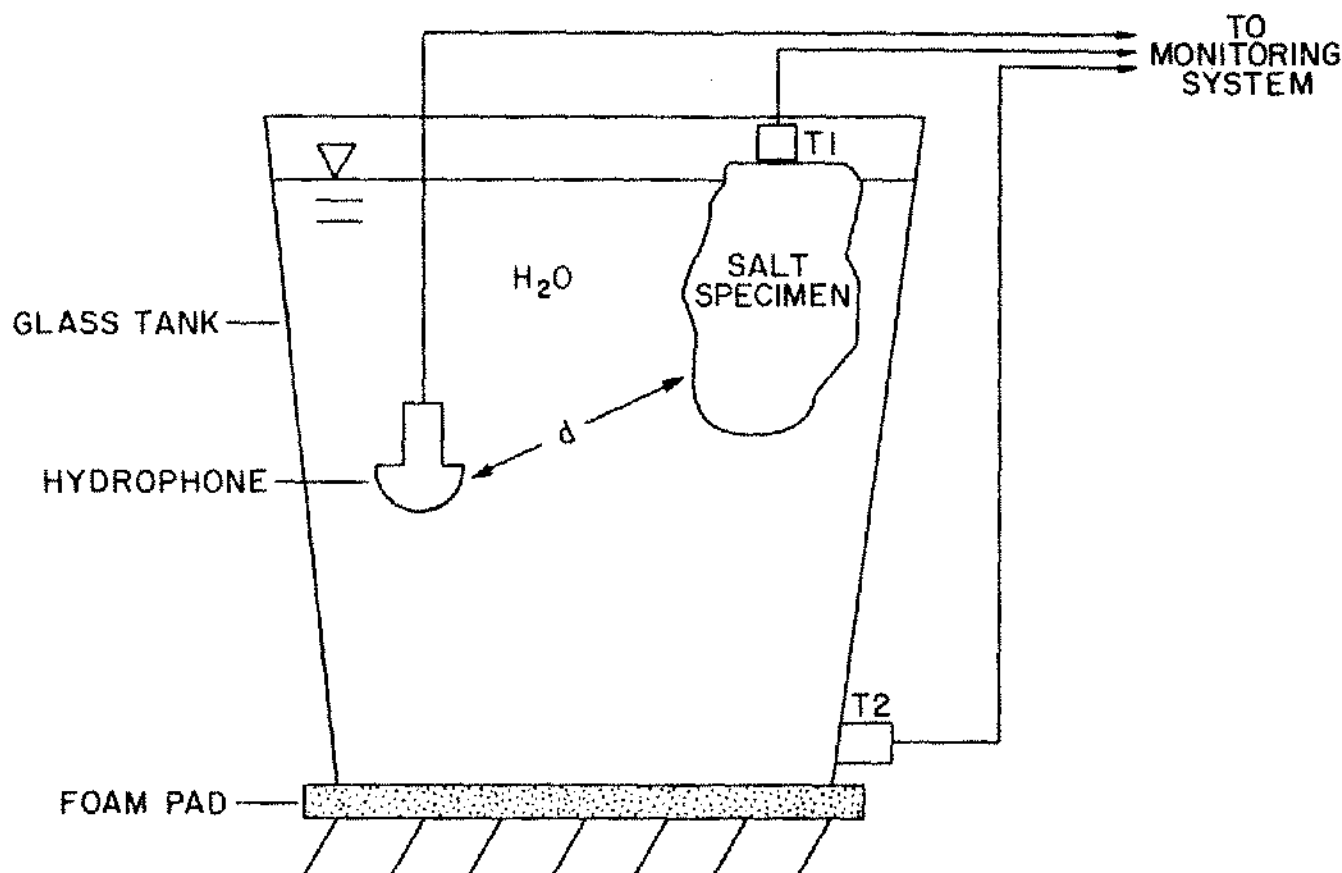 TO
MONITORING
SYSTEM
T1
SALT
SPECIMEN
H₂O
GLASS TANK
d
HYDROPHONE
T2
FOAM PAD